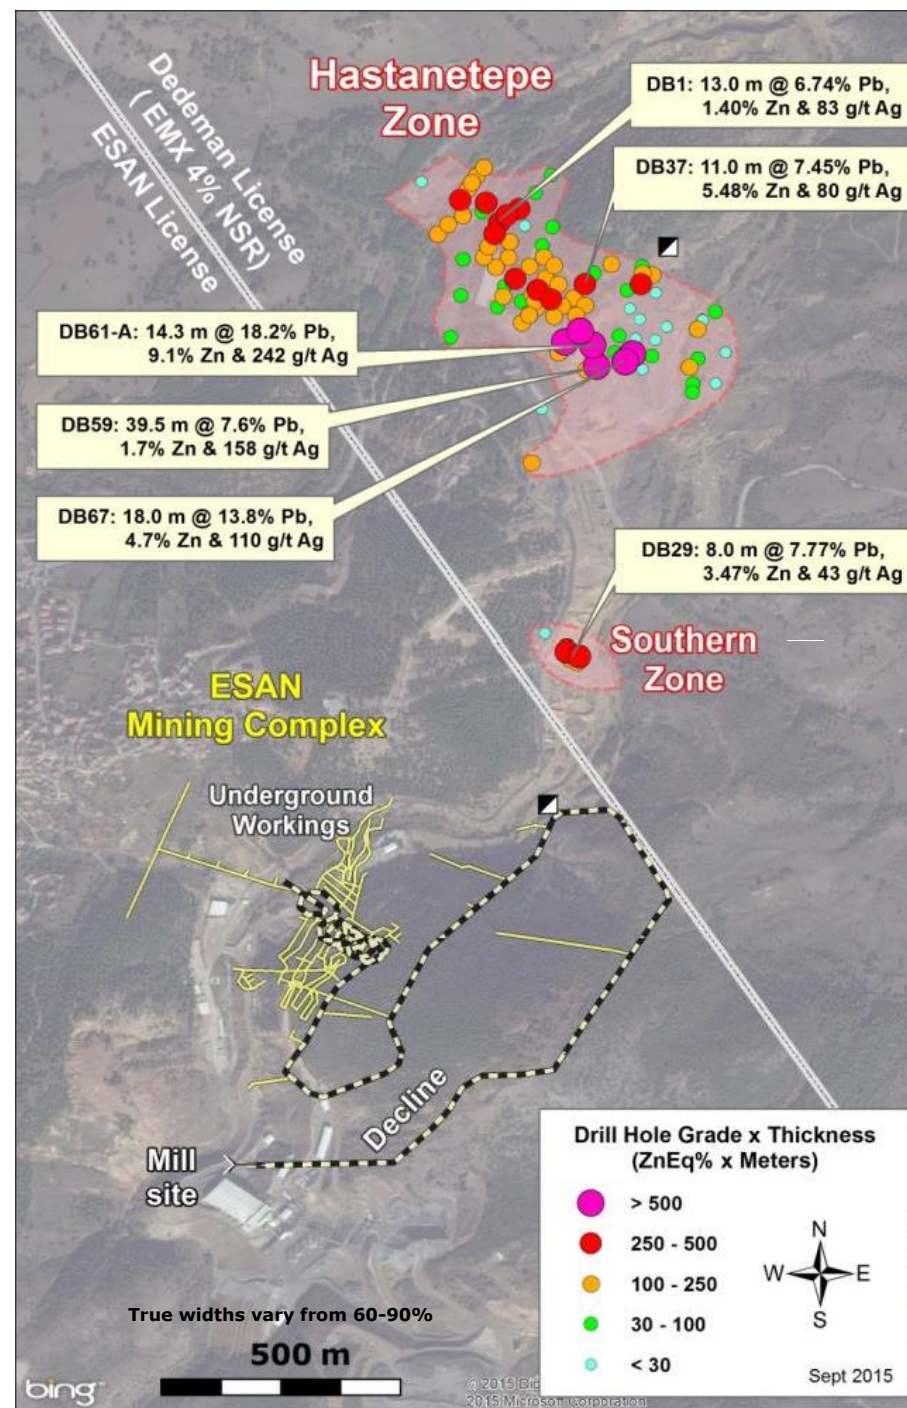 Hastanetepe
Zone
Dedeman License
( EMX 4% NSR)
ESAN License
DB1: 13.0 m @ 6.74% Pb,
1.40% Zn & 83 g/t Ag
DB37: 11.0 m @ 7.45% Pb,
5.48% Zn & 80 g/t Ag
DB61-A: 14.3 m @ 18.2% Pb,
9.1% Zn & 242 g/t Ag
DB59: 39.5 m @ 7.6% Pb,
1.7% Zn & 158 g/t Ag
DB67: 18.0 m @ 13.8% Pb,
4.7% Zn & 110 g/t Ag
DB29: 8.0 m @ 7.77% Pb,
3.47% Zn & 43 g/t Ag
Southern
Zone
ESAN
Mining Complex
Underground
Workings
Decline
Mill
site
Drill Hole Grade x Thickness
(ZnEq% x Meters)
> 500
250 - 500
100 - 250
30 - 100
< 30
N
W E
S
Sept 2015
True widths vary from 60-90%
500 m
bing
© 2015
2015 Microsoft Corporation